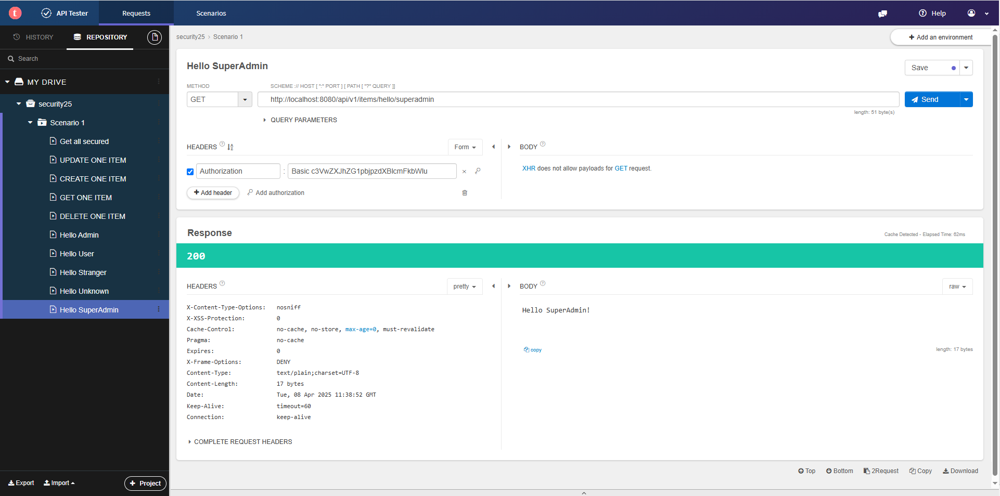 t API Tester Requests Scenarios Help
HISTORY REPOSITORY
Search
MY DRIVE
security25
Scenario 1
Get all secured
UPDATE ONE ITEM
CREATE ONE ITEM
GET ONE ITEM
DELETE ONE ITEM
Hello Admin
Hello User
Hello Stranger
Hello Unknown
Hello SuperAdmin
Export Import + Project
security25 › Scenario 1
+ Add an environment
Hello SuperAdmin
Save
METHOD SCHEME :// HOST [ ":" PORT ] [ PATH [ "?" QUERY ]]
GET http://localhost:8080/api/v1/items/hello/superadmin Send
length: 51 byte(s)
QUERY PARAMETERS
HEADERS ? Form BODY ?
Authorization : Basic c3VwZXJhZG1pbjpzdXBlcmFkbWlu ×
XHR does not allow payloads for GET request.
+ Add header Add authorization
Response
Cache Detected - Elapsed Time: 62ms
200
HEADERS ? pretty BODY ? raw
X-Content-Type-Options: nosniff
X-XSS-Protection: 0
Cache-Control: no-cache, no-store, max-age=0, must-revalidate
Pragma: no-cache
Expires: 0
X-Frame-Options: DENY
Content-Type: text/plain;charset=UTF-8
Content-Length: 17 bytes
Date: Tue, 08 Apr 2025 11:38:52 GMT
Keep-Alive: timeout=60
Connection: keep-alive
COMPLETE REQUEST HEADERS
Hello SuperAdmin!
copy length: 17 bytes
Top Bottom 2Request Copy Download